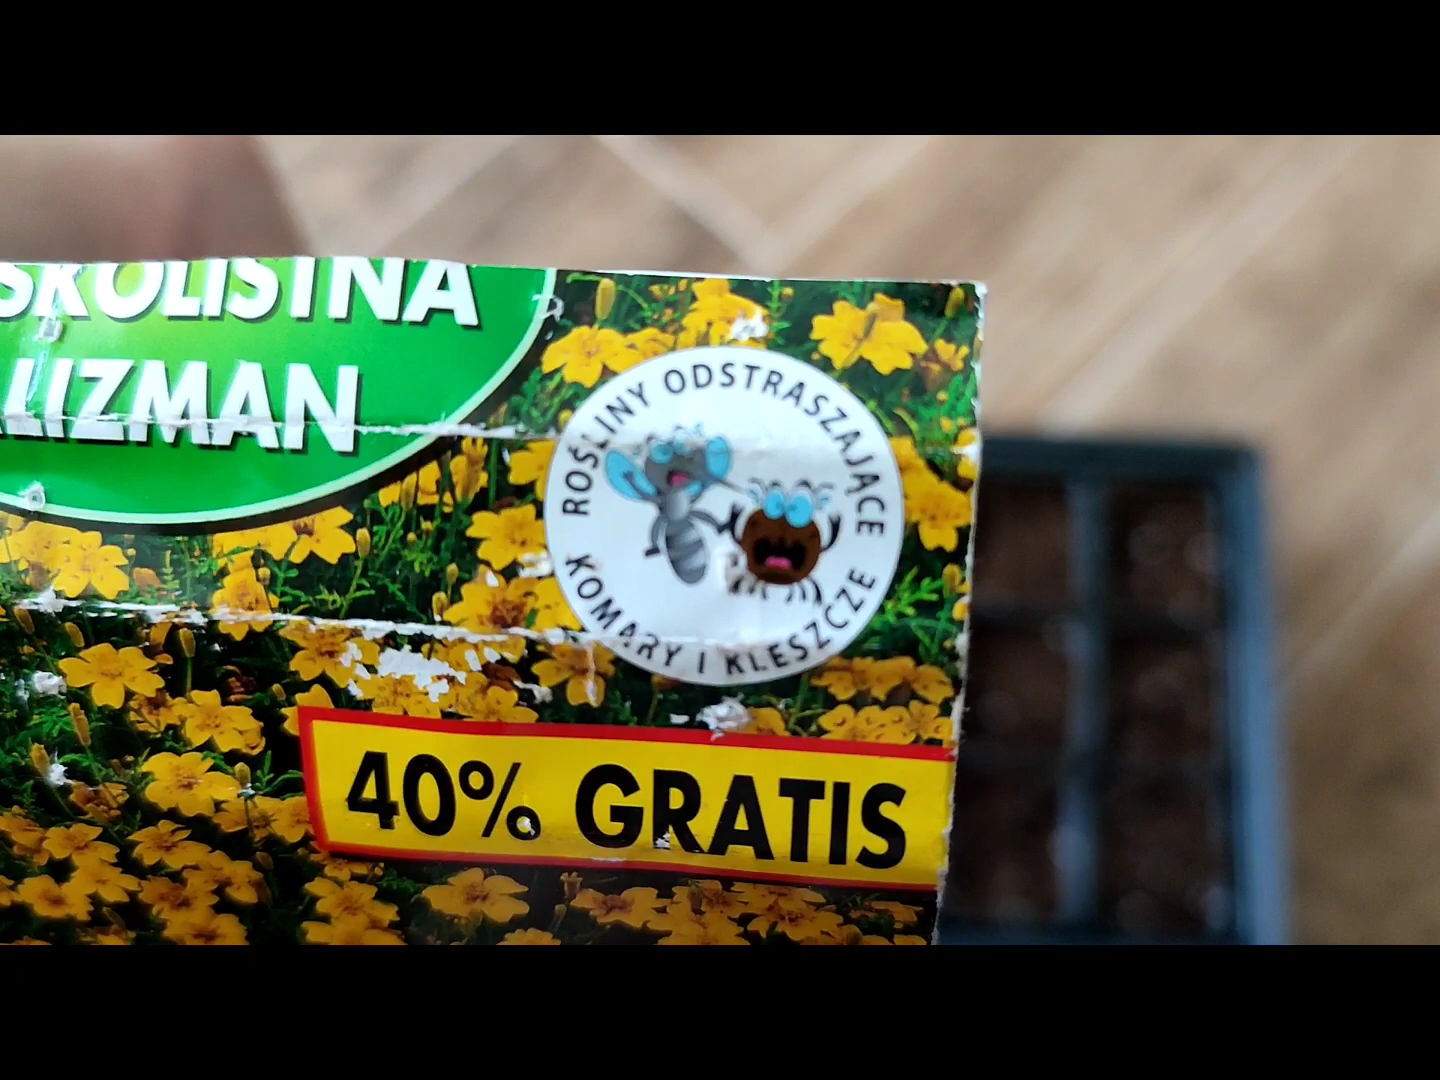 SKOLISTNA
LIZMAN
ROŚLINY ODSTRASZAJĄCE
KOMARY I KLESZCZE
40% GRATIS